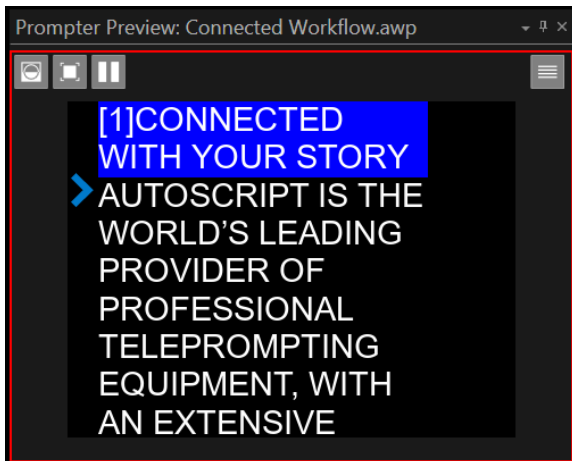 Prompter Preview: Connected Workflow.awp
[1]CONNECTED
WITH YOUR STORY
AUTOSCRIPT IS THE
WORLD’S LEADING
PROVIDER OF
PROFESSIONAL
TELEPROMPTING
EQUIPMENT, WITH
AN EXTENSIVE